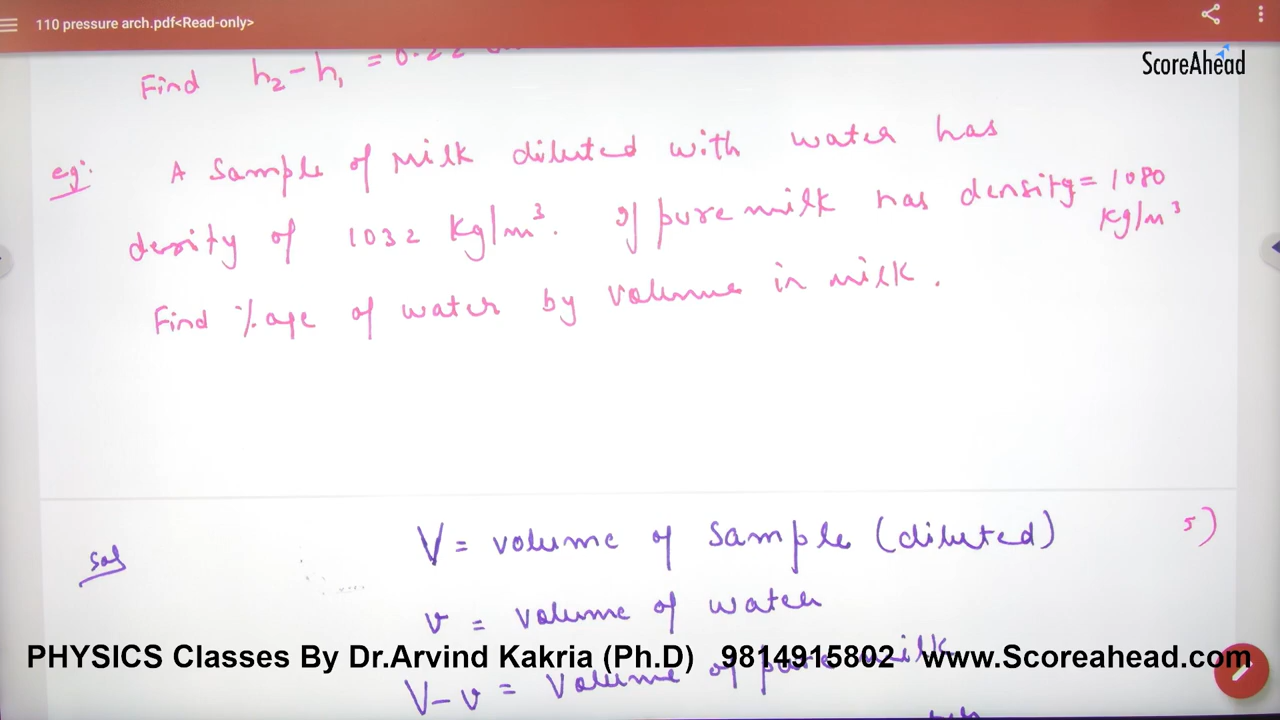 110 pressure arch.pdf<Read-only>
ScoreAhead
Find h₂-h₁ = 0.22
eg: A Sample of Milk diluted with water has
density of 1032 Kg/m³. If pure milk has density = 1080
Kg/m³
Find %age of water by volume in milk.
Sol V = volume of sample (diluted) 5)
v = volume of water
PHYSICS Classes By Dr.Arvind Kakria (Ph.D) 9814915802 www.Scoreahead.com
V-v = Volume of pure milk